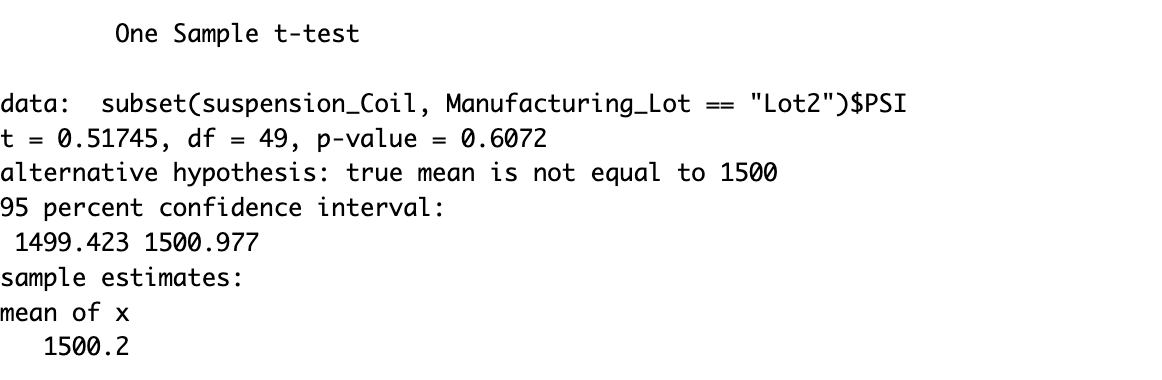 One Sample t-test
data:  subset(suspension_Coil, Manufacturing_Lot == "Lot2")$PSI
t = 0.51745, df = 49, p-value = 0.6072
alternative hypothesis: true mean is not equal to 1500
95 percent confidence interval:
1499.423 1500.977
sample estimates:
mean of x
1500.2